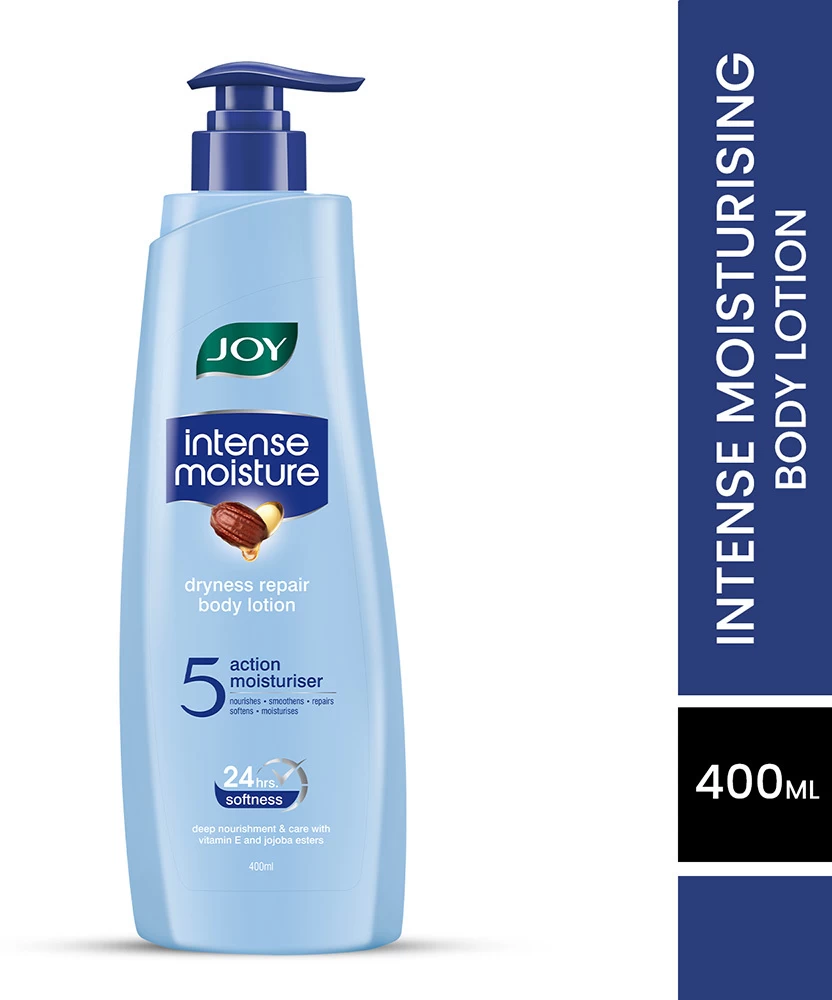 JOY
intense
moisture
dryness repair
body lotion
5
action
moisturiser
nourishes • smoothens • repairs
softens • moisturises
24hrs.
softness
deep nourishment & care with
vitamin E and jojoba esters
400ml
INTENSE MOISTURISING
BODY LOTION
400ML